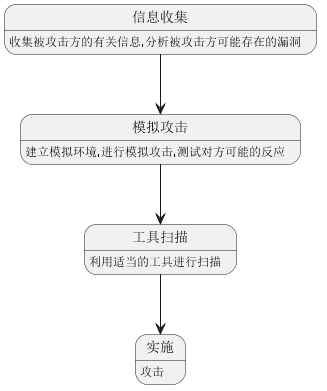 信息收集
收集被攻击方的有关信息,分析被攻击方可能存在的漏洞
模拟攻击
建立模拟环境,进行模拟攻击,测试对方可能的反应
工具扫描
利用适当的工具进行扫描
实施
攻击